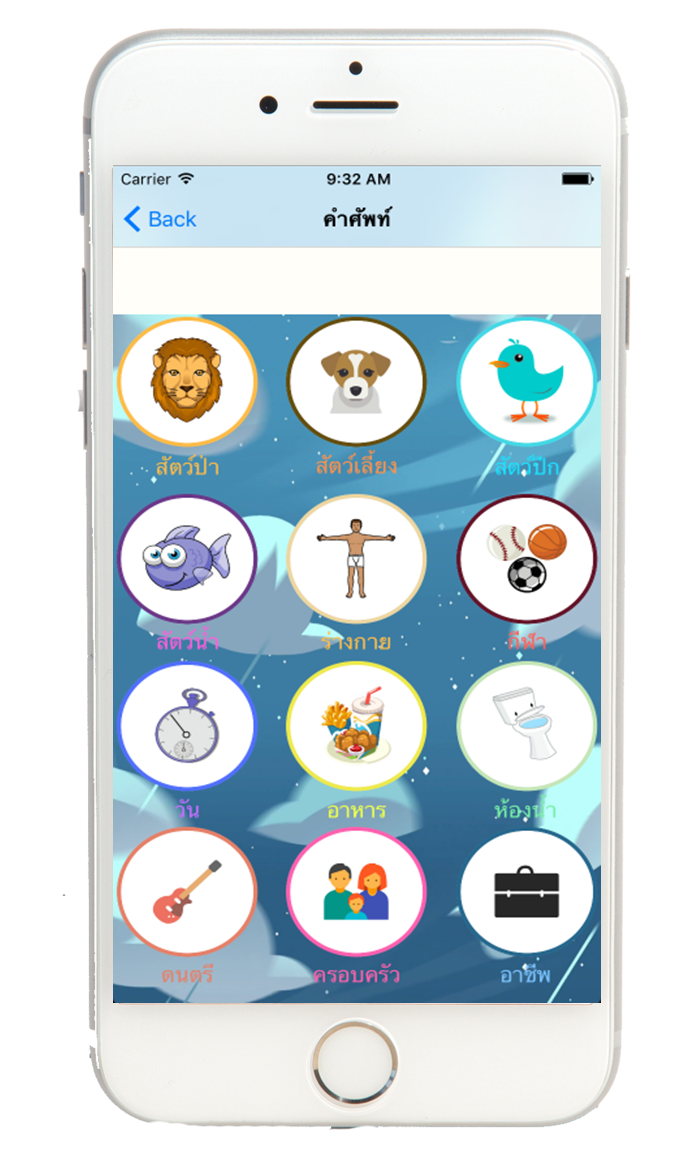 Carrier 9:32 AM
Back คำศัพท์
สัตว์ป่า สัตว์เลี้ยง สัตว์ปีก
สัตว์น้ำ ร่างกาย กีฬา
วัน อาหาร ห้องน้ำ
ดนตรี ครอบครัว อาชีพ